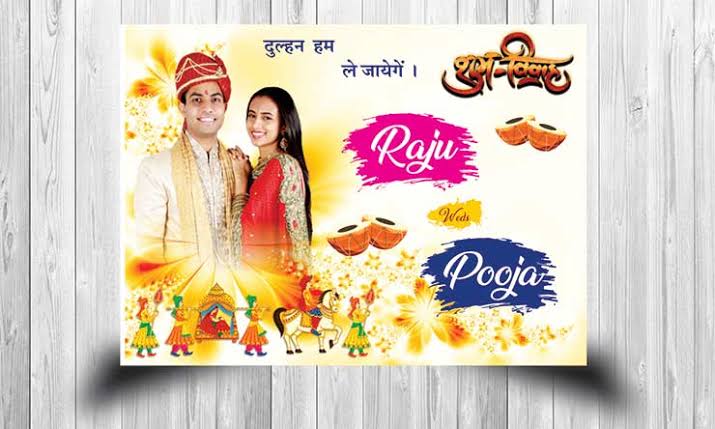 दुल्हन हम
ले जायेगें ।
शुभ-विवाह
Raju
Weds
Pooja